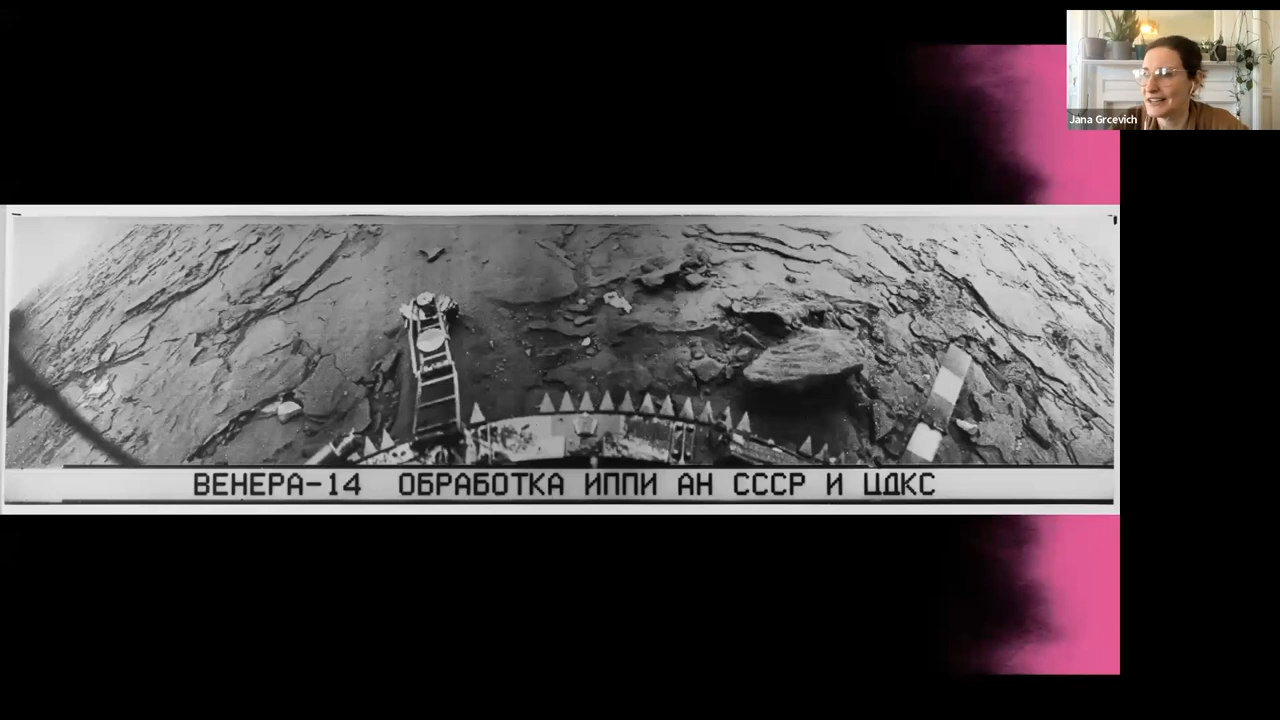 Jana Grcevich
ВЕНЕРА-14 ОБРАБОТКА ИППИ АН СССР И ЦДКС